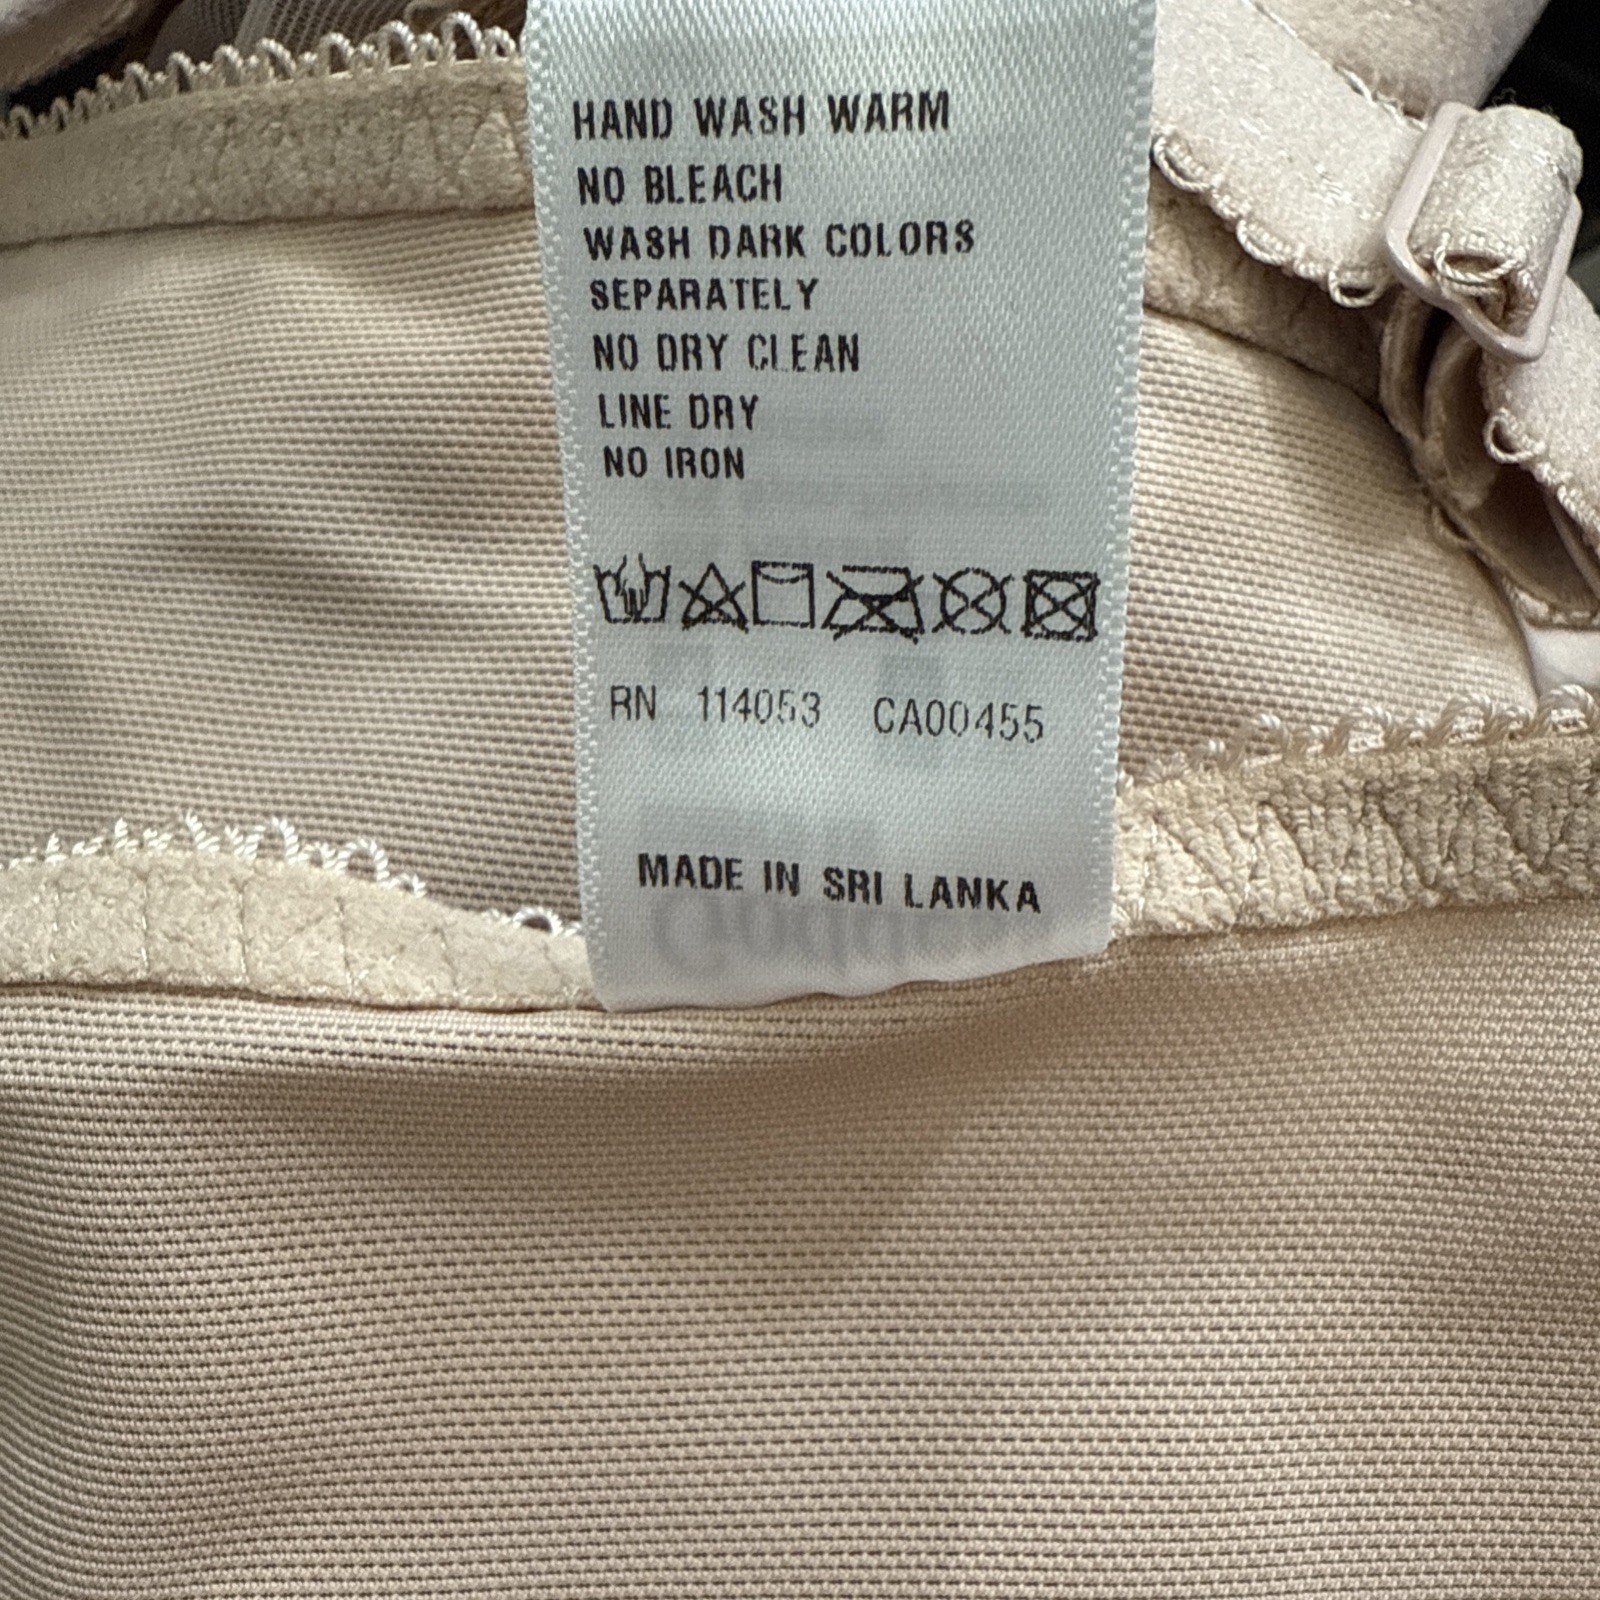 HAND WASH WARM
NO BLEACH
WASH DARK COLORS
SEPARATELY
NO DRY CLEAN
LINE DRY
NO IRON
RN 114053 CA00455
MADE IN SRI LANKA